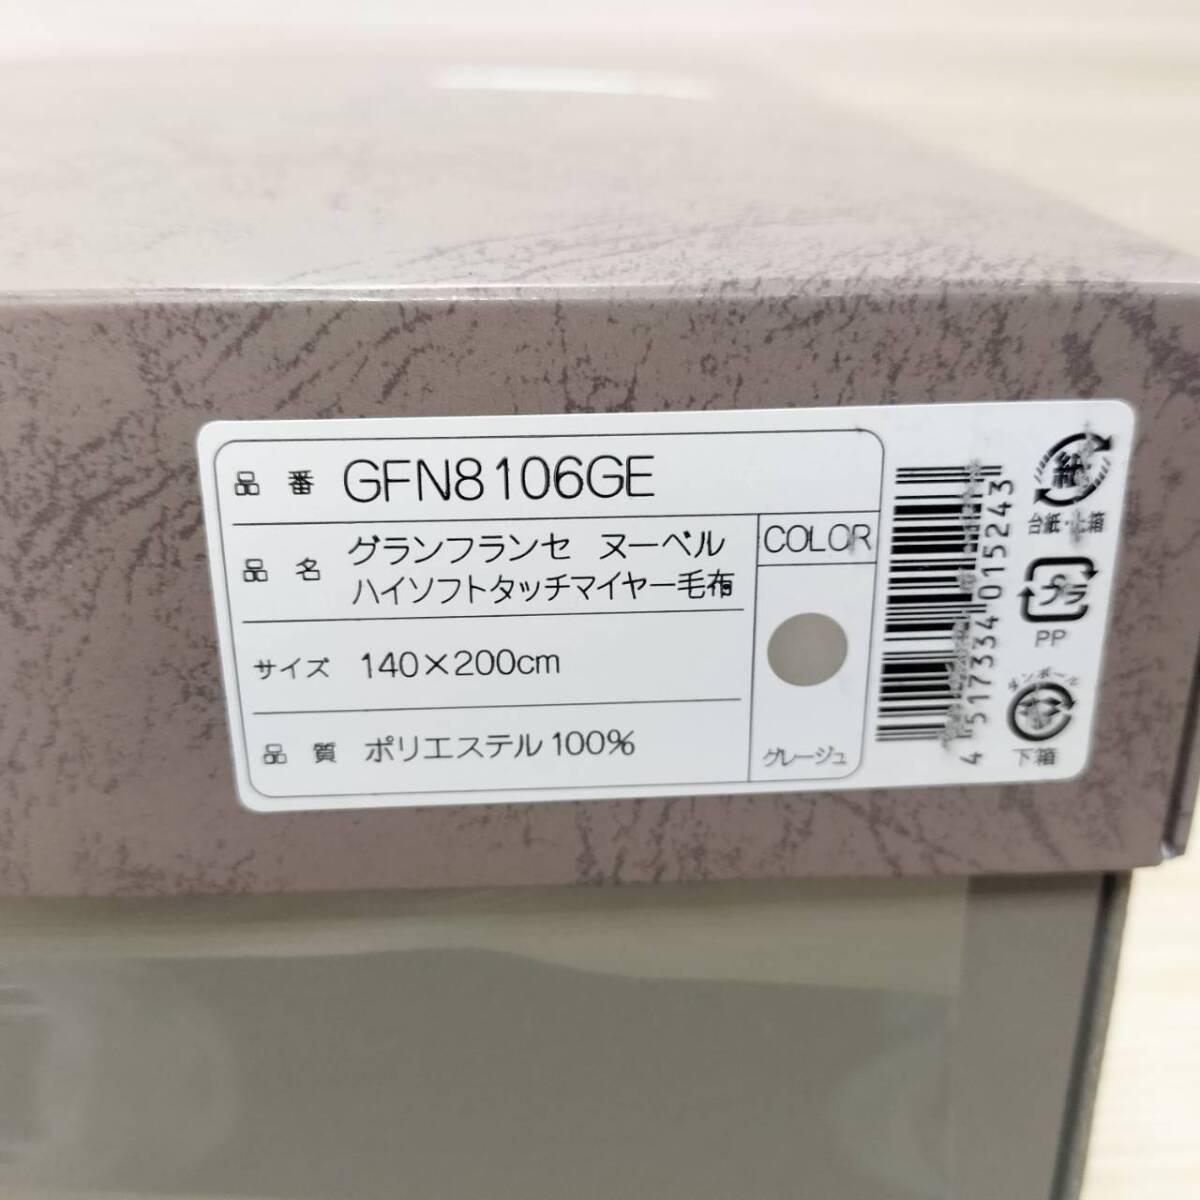 品番 GFN8106GE
品名 グランフランセ ヌーベル
ハイソフトタッチマイヤー毛布
サイズ 140×200cm
品質 ポリエステル100%
COLOR
グレージュ
4 517334 015243
紙
台紙・上箱
プラ
PP
ダンボール
下箱